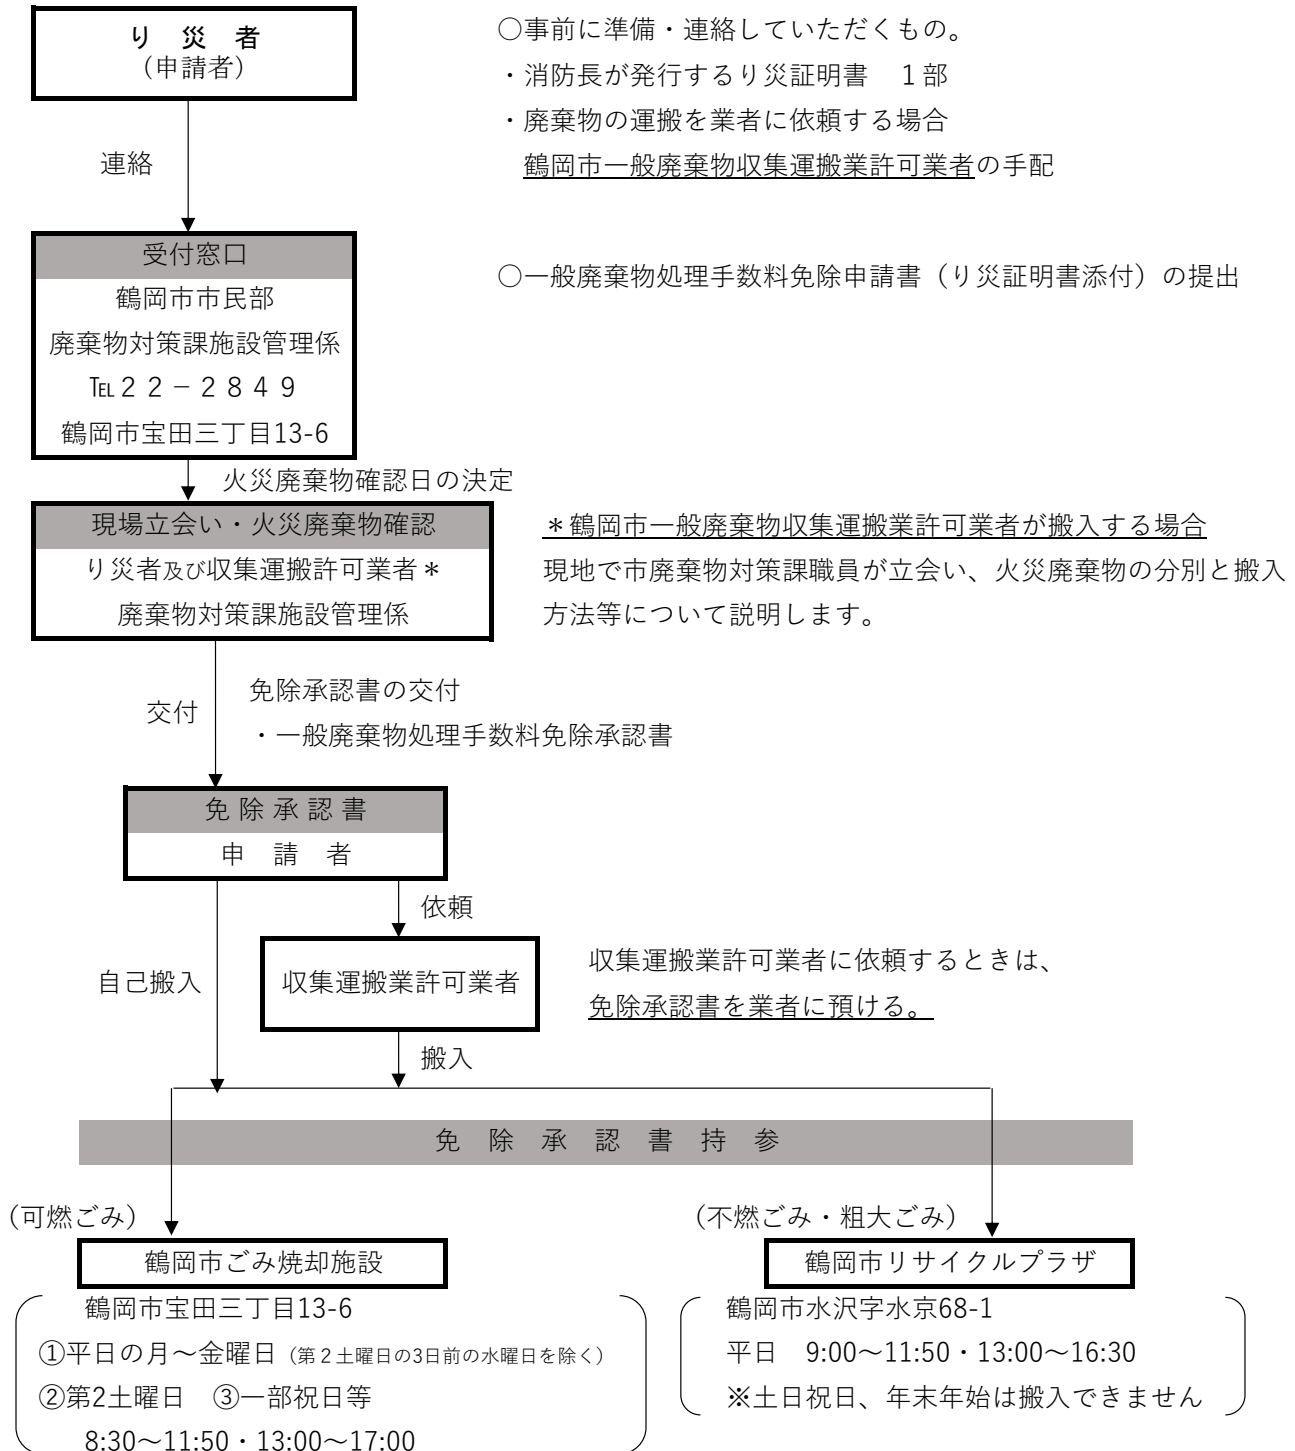 り　災　者
（申請者）
○事前に準備・連絡していただくもの。
・消防長が発行するり災証明書　１部
・廃棄物の運搬を業者に依頼する場合
鶴岡市一般廃棄物収集運搬業許可業者の手配
連絡
受付窓口
鶴岡市市民部
廃棄物対策課施設管理係
℡２２－２８４９
鶴岡市宝田三丁目13-6
○一般廃棄物処理手数料免除申請書（り災証明書添付）の提出
火災廃棄物確認日の決定
現場立会い・火災廃棄物確認
り災者及び収集運搬許可業者＊
廃棄物対策課施設管理係
＊鶴岡市一般廃棄物収集運搬業許可業者が搬入する場合
現地で市廃棄物対策課職員が立会い、火災廃棄物の分別と搬入
方法等について説明します。
交付
免除承認書の交付
・一般廃棄物処理手数料免除承認書
免 除 承 認 書
申　請　者
依頼
自己搬入
収集運搬業許可業者
収集運搬業許可業者に依頼するときは、
免除承認書を業者に預ける。
搬入
免　除　承　認　書　持　参
（可燃ごみ）
鶴岡市ごみ焼却施設
鶴岡市宝田三丁目13-6
①平日の月～金曜日（第２土曜日の3日前の水曜日を除く）
②第2土曜日　③一部祝日等
8:30～11:50・13:00～17:00
（不燃ごみ・粗大ごみ）
鶴岡市リサイクルプラザ
鶴岡市水沢字水京68-1
平日　9:00～11:50・13:00～16:30
※土日祝日、年末年始は搬入できません